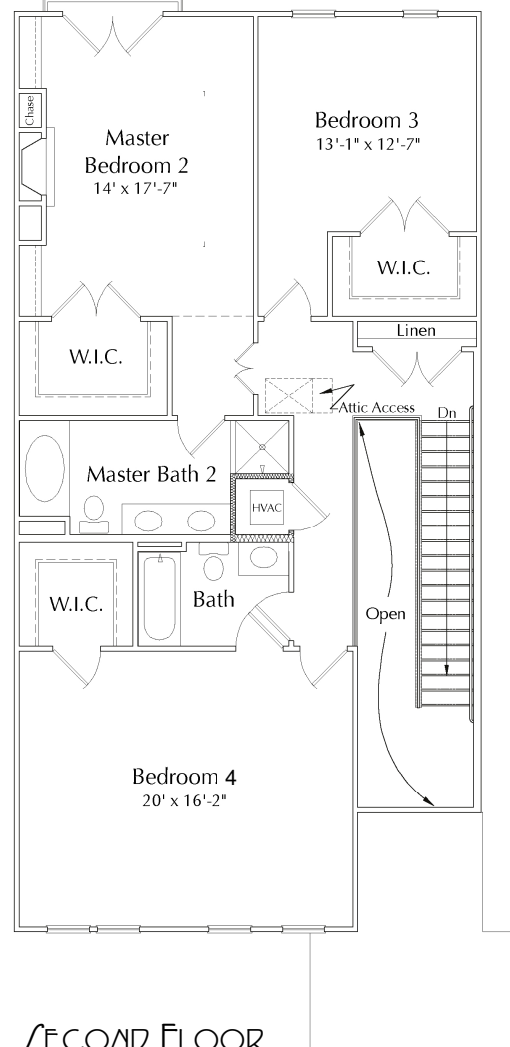 Chase
Master
Bedroom 2
14' x 17'-7"
Bedroom 3
13'-1" x 12'-7"
W.I.C.
W.I.C.
Linen
Attic Access
Dn
Master Bath 2
HVAC
W.I.C.
Bath
Open
Bedroom 4
20' x 16'-2"
SECOND FLOOR